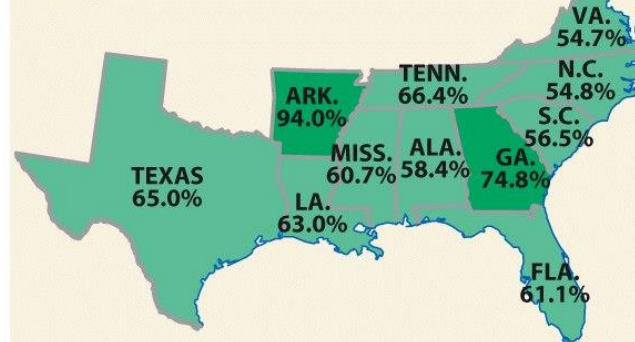 VA.
54.7%
N.C.
54.8%
TENN.
66.4%
S.C.
56.5%
ARK.
94.0%
MISS.
60.7%
ALA.
58.4%
GA.
74.8%
TEXAS
65.0%
LA.
63.0%
FLA.
61.1%